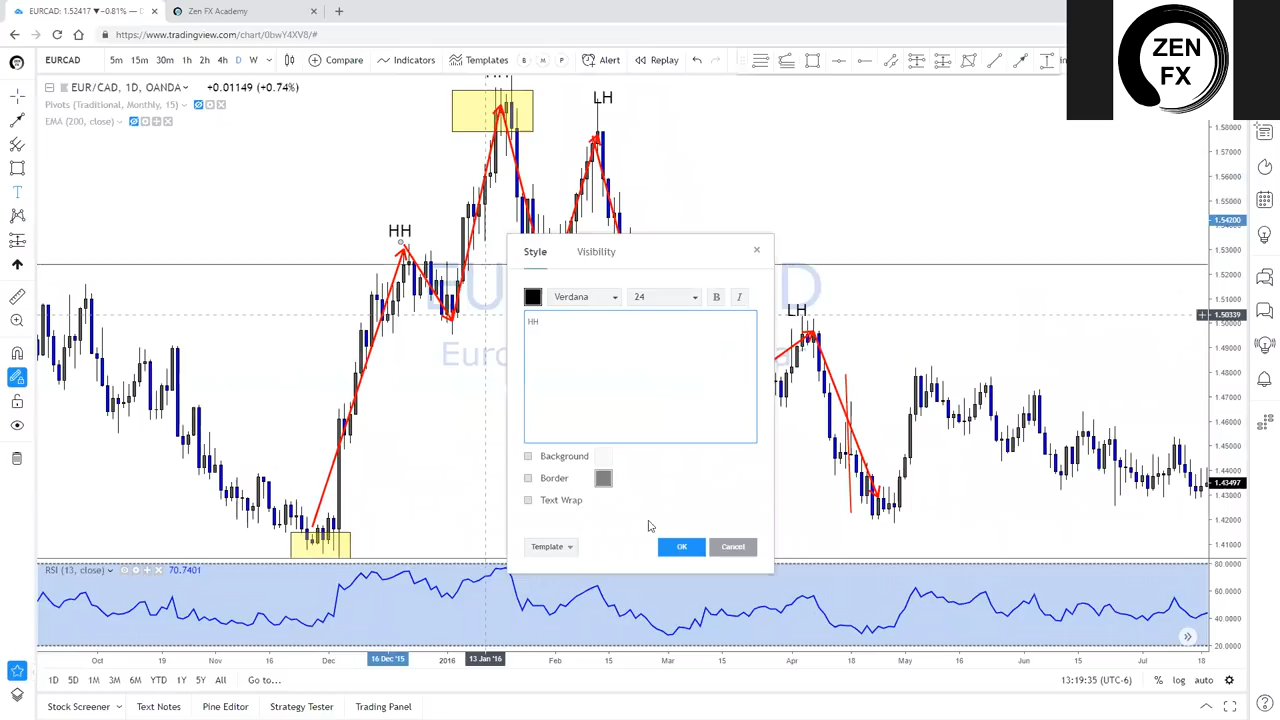 EURCAD: 1.52417 ▼−0.81% —
Zen FX Academy
https://www.tradingview.com/chart/0bwY4XV8/#
ZEN
FX
EURCAD
5m 15m 30m 1h 2h 4h D W
Compare
Indicators
Templates
B M P
Alert
Replay
EUR/CAD, 1D, OANDA
+0.01149 (+0.74%)
Pivots (Traditional, Monthly, 15)
EMA (200, close)
LH
HH
LH
1.58000
1.57000
1.56000
1.55000
1.54200
1.53000
1.52000
1.51000
1.50339
1.50000
1.48000
1.47000
1.46000
1.45000
1.44000
1.43497
1.43000
1.42000
1.41000
Style
Visibility
Verdana
24
B
I
HH
Background
Border
Text Wrap
Template
OK
Cancel
RSI (13, close)
70.7401
80.0000
60.0000
40.0000
20.0000
Oct
16
Nov
16
Dec
16 Dec '15
2016
13 Jan '16
Feb
15
Mar
15
Apr
18
May
16
Jun
15
Jul
18
1D 5D 1M 3M 6M YTD 1Y 5Y All
Go to...
13:19:35 (UTC-6)
% log auto
Stock Screener
Text Notes
Pine Editor
Strategy Tester
Trading Panel